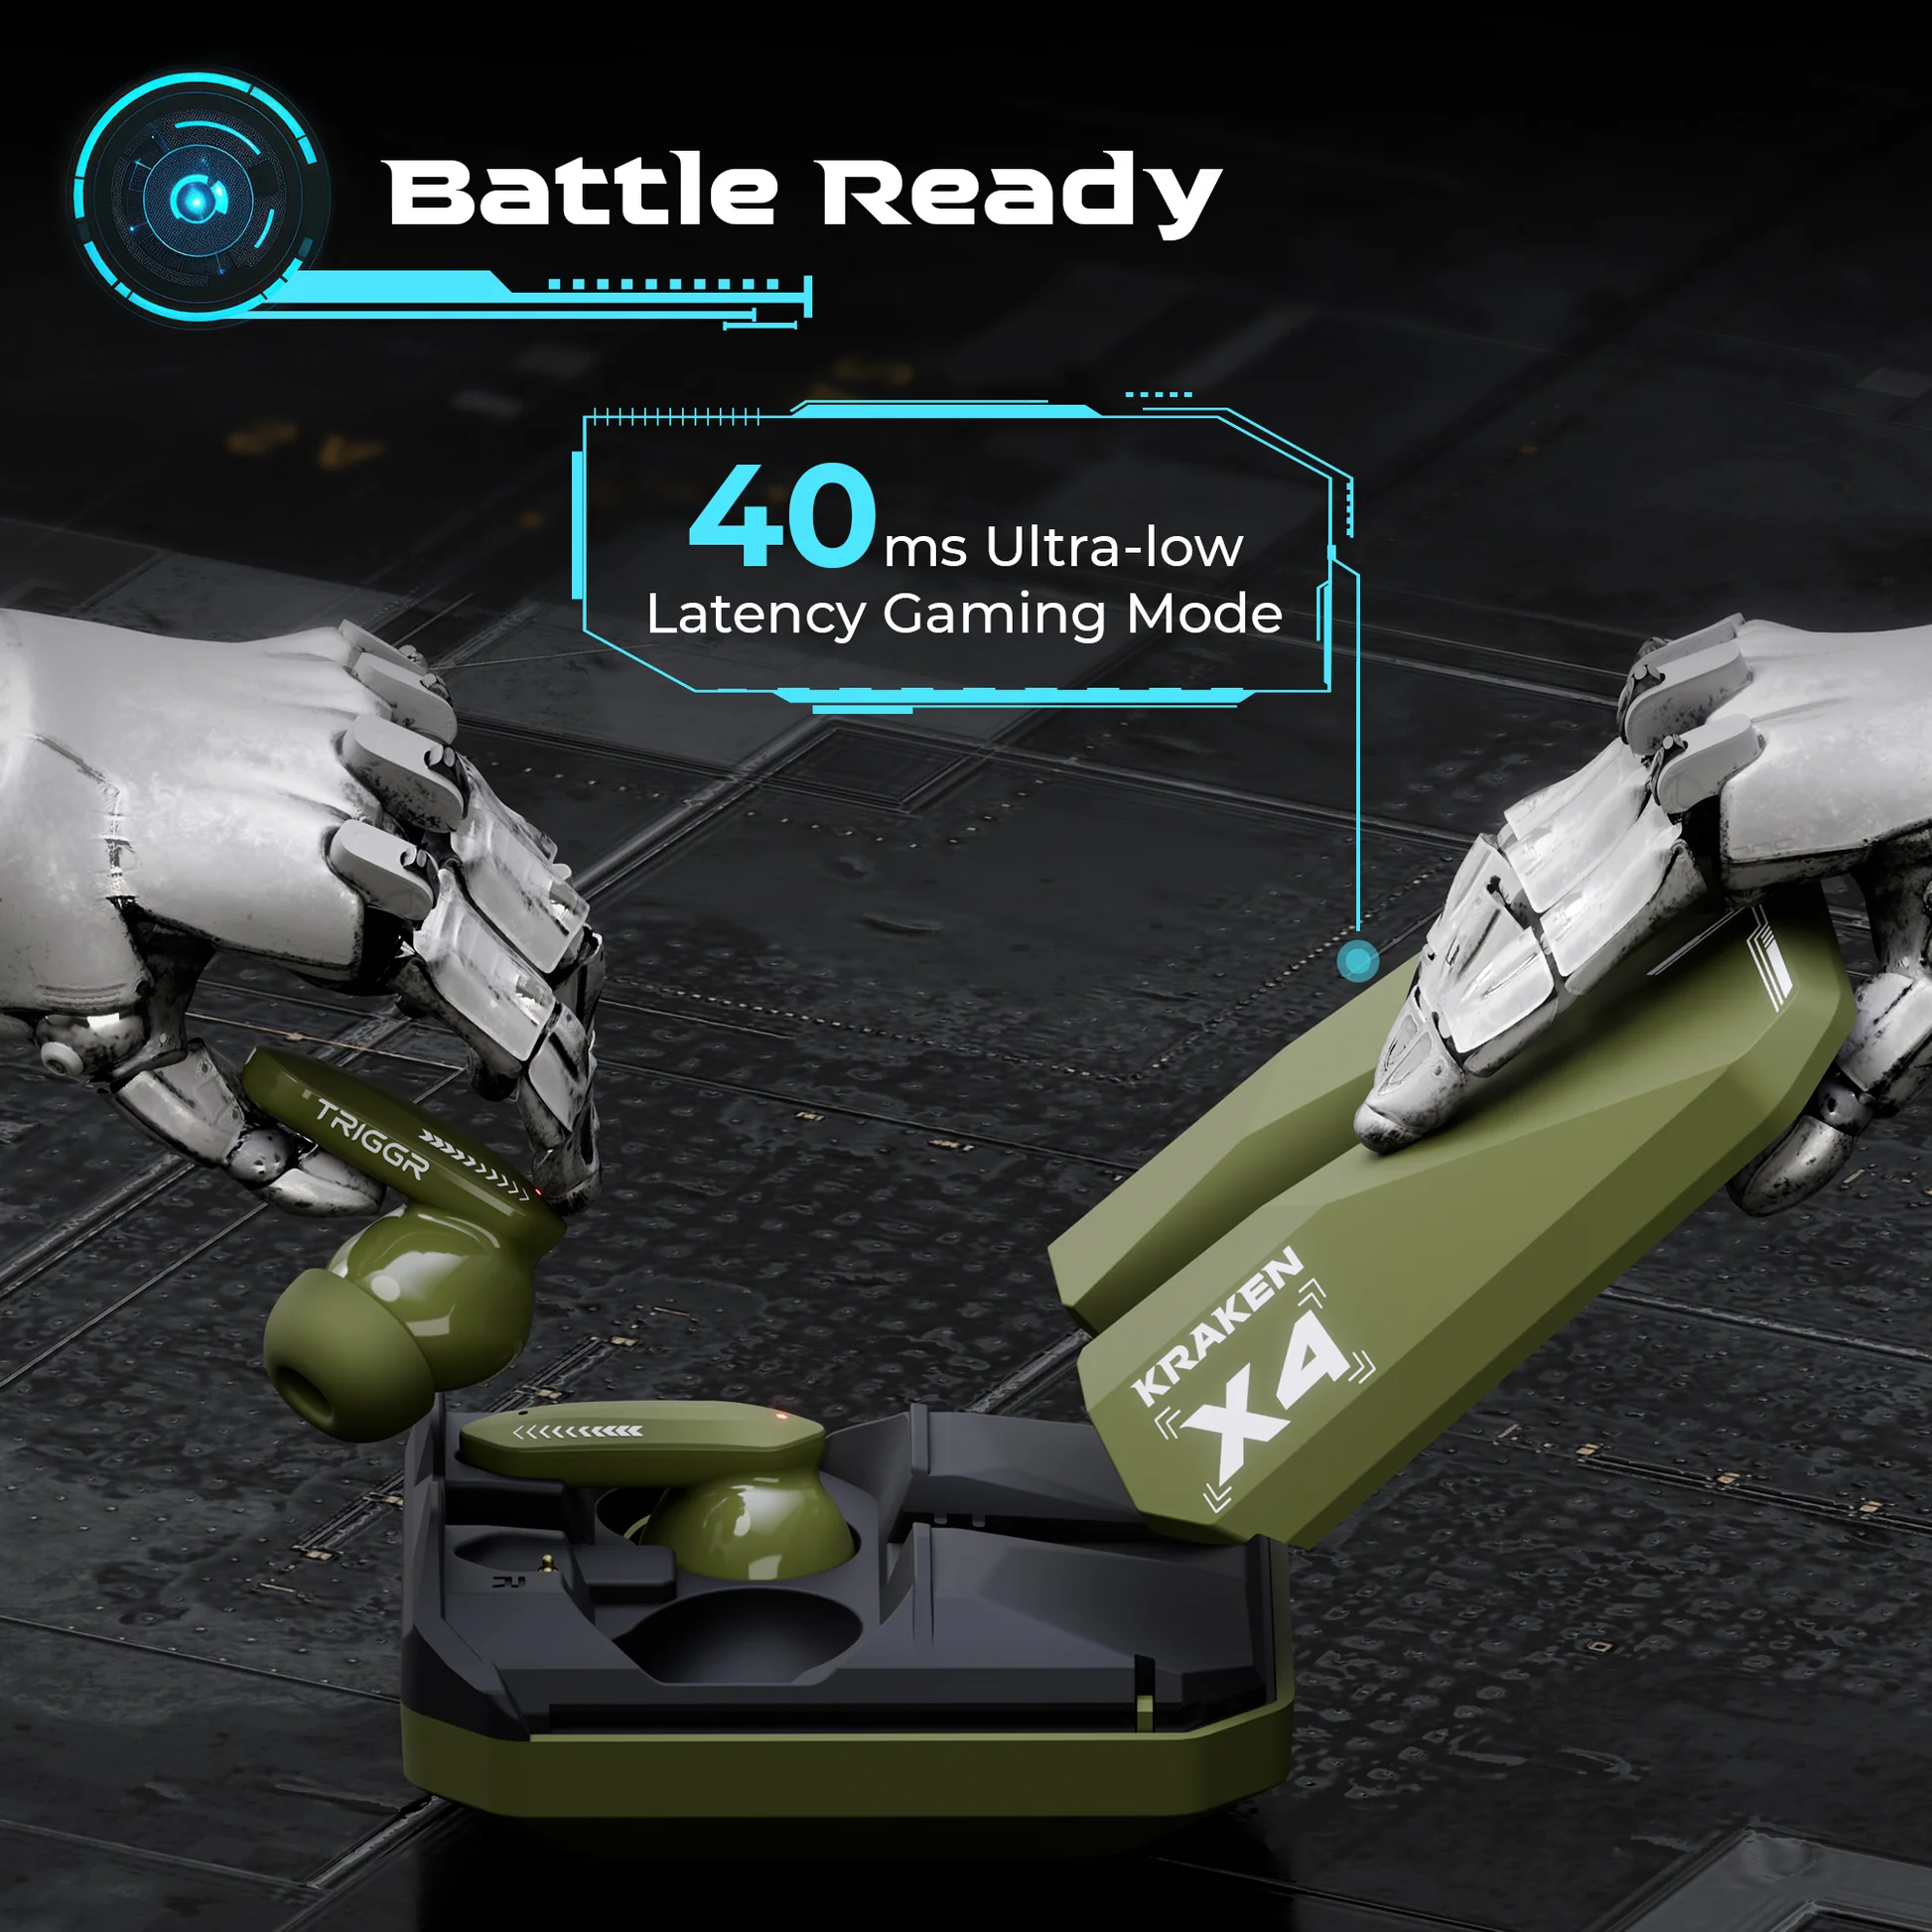 Battle Ready
40ms Ultra-low
Latency Gaming Mode
TRIGGR
KRAKEN
X4
R